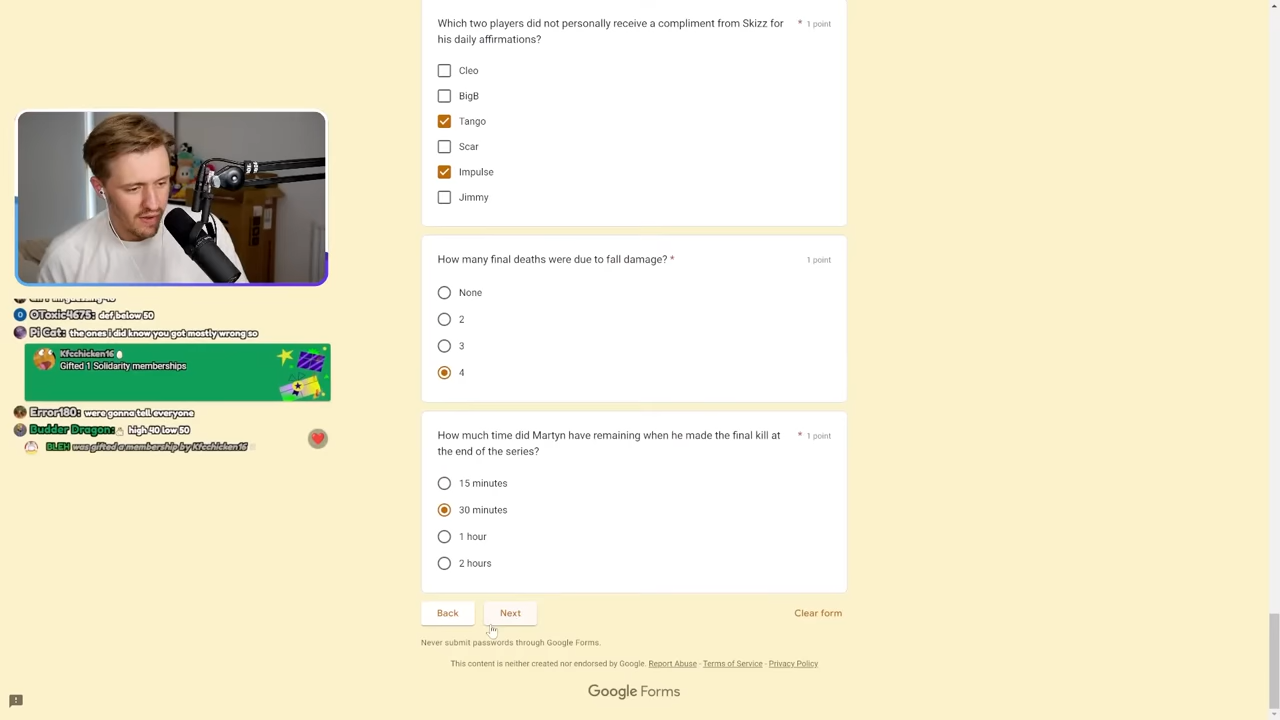 Which two players did not personally receive a compliment from Skizz for * 1 point
his daily affirmations?
Cleo
BigB
Tango
Scar
Impulse
Jimmy
How many final deaths were due to fall damage? * 1 point
None
2
3
4
How much time did Martyn have remaining when he made the final kill at * 1 point
the end of the series?
15 minutes
30 minutes
1 hour
2 hours
Back Next Clear form
Never submit passwords through Google Forms.
This content is neither created nor endorsed by Google. Report Abuse - Terms of Service - Privacy Policy
Google Forms
OToxic4675: def below 50
Pi Cat: the ones i did know you got mostly wrong so
Kfcchicken16
Gifted 1 Solidarity memberships
Error180: were gonna tell everyone
Budder Dragon: high 40 low 50
BLEH was gifted a membership by Kfcchicken16